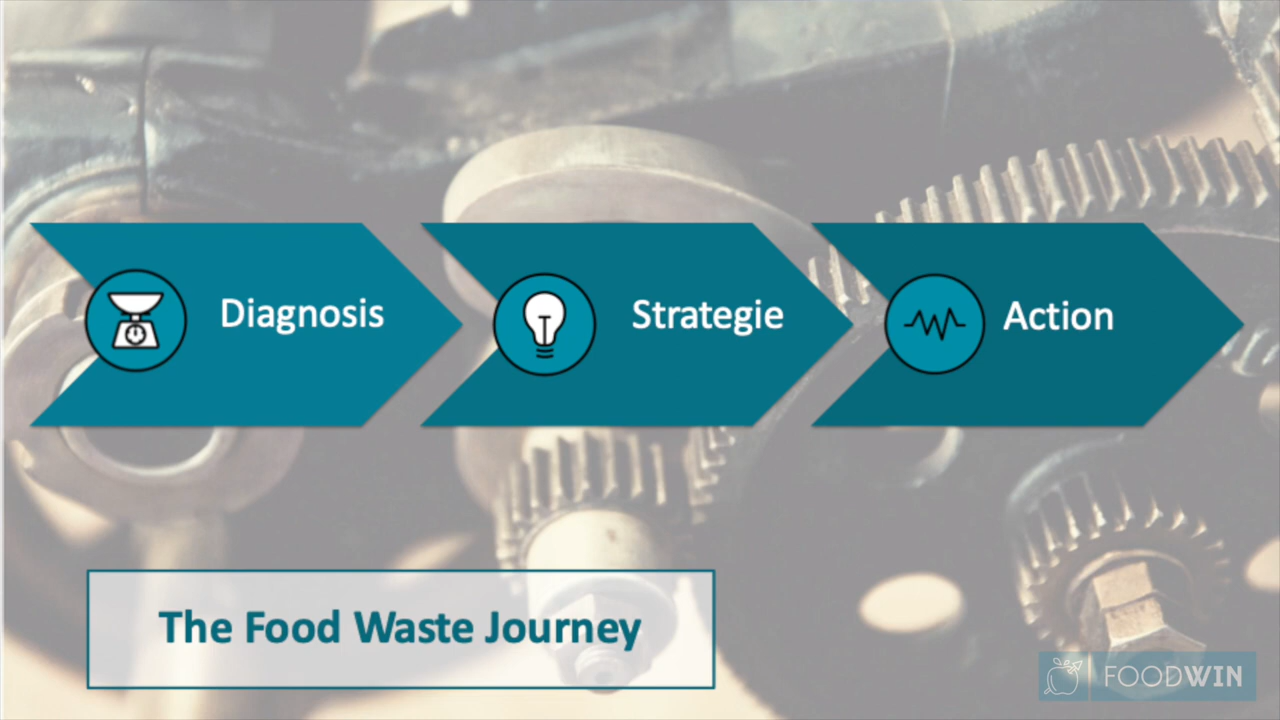 Diagnosis
Strategie
Action
The Food Waste Journey
FOODWIN